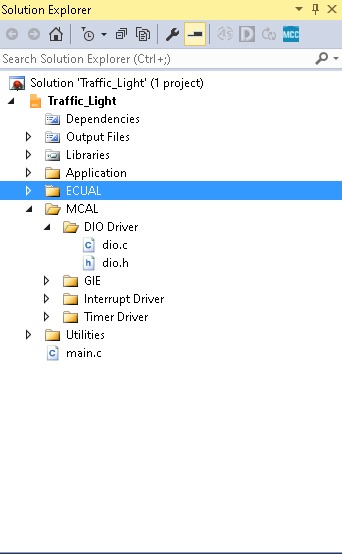 Solution Explorer
MCC
Search Solution Explorer (Ctrl+;)
Solution 'Traffic_Light' (1 project)
Traffic_Light
Dependencies
Output Files
Libraries
Application
ECUAL
MCAL
DIO Driver
c dio.c
h dio.h
GIE
Interrupt Driver
Timer Driver
Utilities
C main.c